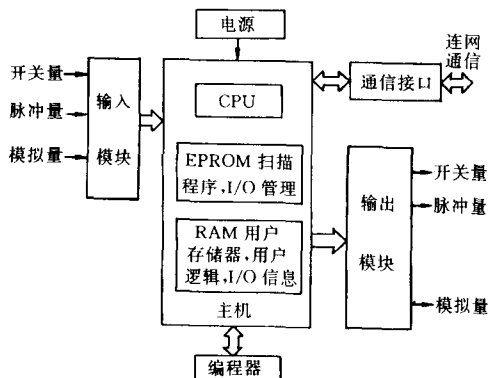 电源
连网
通信
开关量
脉冲量
模拟量
输入
模块
CPU
通信接口
EPROM 扫描
程序,I/O 管理
RAM 用户
存储器,用户
逻辑,I/O 信息
主机
输出
模块
开关量
脉冲量
模拟量
编程器